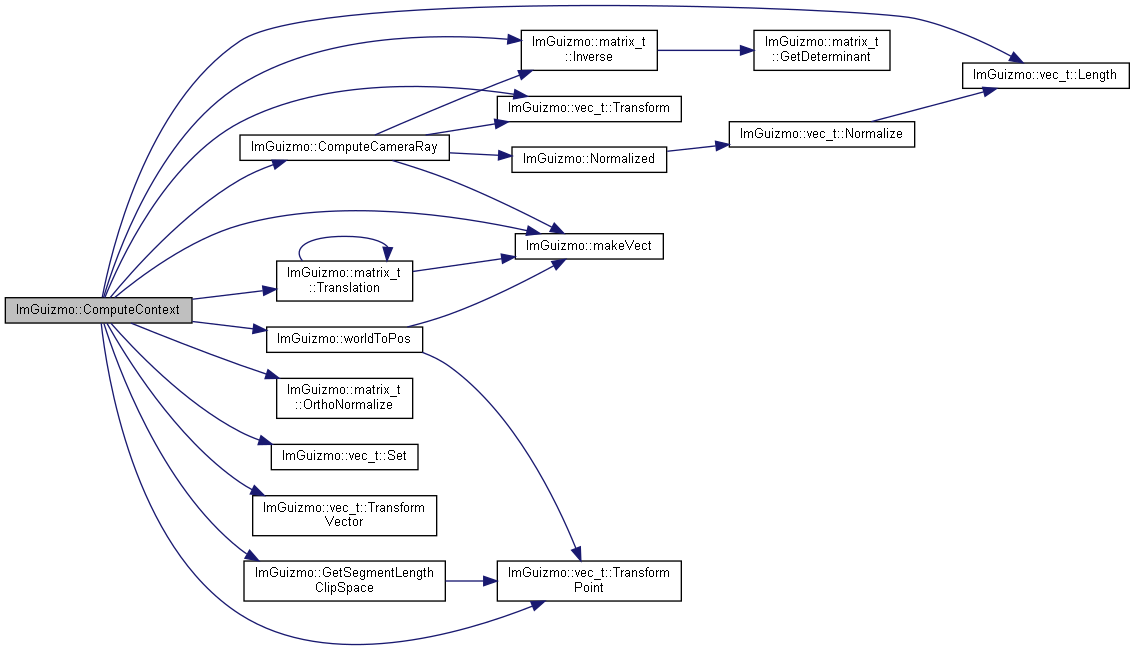 ImGuizmo::matrix_t
::Inverse
ImGuizmo::matrix_t
::GetDeterminant
ImGuizmo::vec_t::Length
ImGuizmo::vec_t::Transform
ImGuizmo::vec_t::Normalize
ImGuizmo::ComputeCameraRay
ImGuizmo::Normalized
ImGuizmo::makeVect
ImGuizmo::matrix_t
::Translation
ImGuizmo::ComputeContext
ImGuizmo::worldToPos
ImGuizmo::matrix_t
::OrthoNormalize
ImGuizmo::vec_t::Set
ImGuizmo::vec_t::Transform
Vector
ImGuizmo::GetSegmentLength
ClipSpace
ImGuizmo::vec_t::Transform
Point